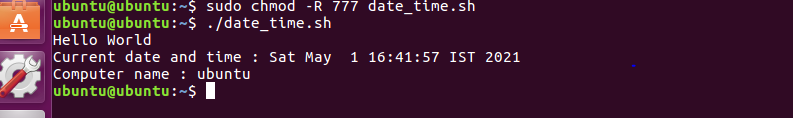 ubuntu@ubuntu:~$ sudo chmod -R 777 date_time.sh
ubuntu@ubuntu:~$ ./date_time.sh
Hello World
Current date and time : Sat May  1 16:41:57 IST 2021
Computer name : ubuntu
ubuntu@ubuntu:~$